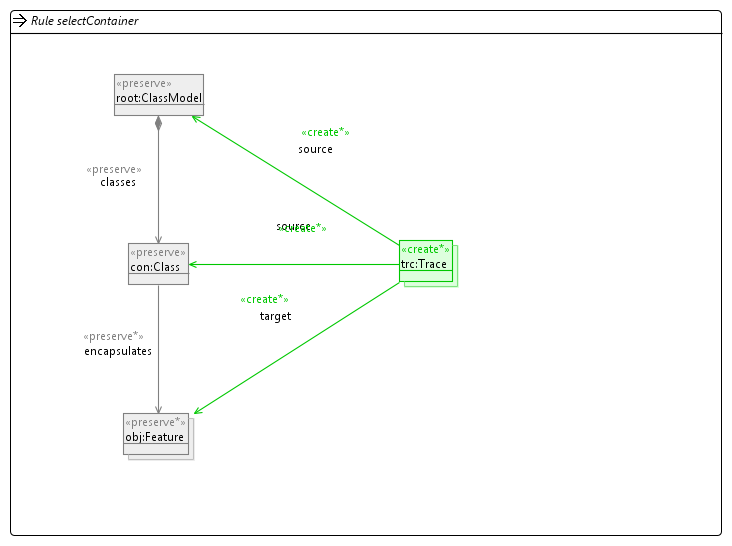 Rule selectContainer
«preserve»
root:ClassModel
«create*»
source
«preserve»
classes
source
«create*»
«preserve»
con:Class
«create*»
trc:Trace
«create*»
target
«preserve*»
encapsulates
«preserve*»
obj:Feature